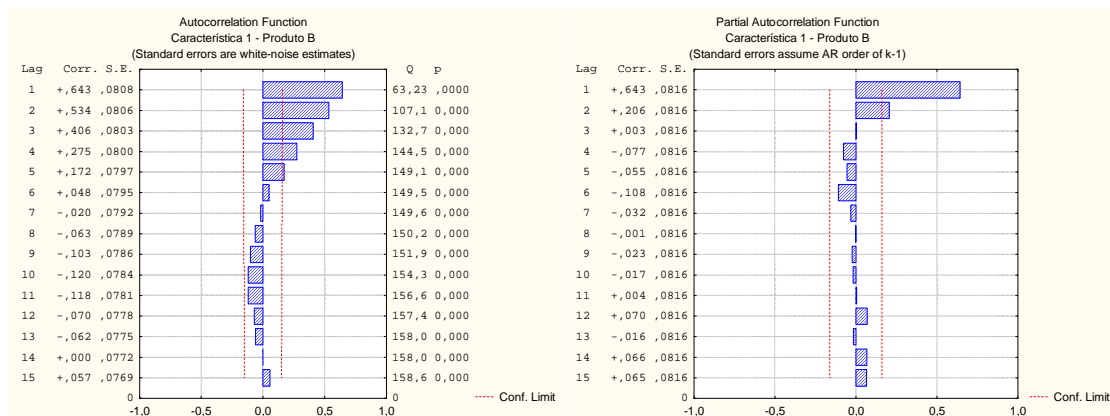 Autocorrelation Function
Característica 1 - Produto B
(Standard errors are white-noise estimates)
Lag Corr. S.E. Q p
1 +,643 ,0808 63,23 ,0000
2 +,534 ,0806 107,1 0,000
3 +,406 ,0803 132,7 0,000
4 +,275 ,0800 144,5 0,000
5 +,172 ,0797 149,1 0,000
6 +,048 ,0795 149,5 0,000
7 -,020 ,0792 149,6 0,000
8 -,063 ,0789 150,2 0,000
9 -,103 ,0786 151,9 0,000
10 -,120 ,0784 154,3 0,000
11 -,118 ,0781 156,6 0,000
12 -,070 ,0778 157,4 0,000
13 -,062 ,0775 158,0 0,000
14 +,000 ,0772 158,0 0,000
15 +,057 ,0769 158,6 0,000
0 0
-1,0 -0,5 0,0 0,5 1,0
Conf. Limit
Partial Autocorrelation Function
Característica 1 - Produto B
(Standard errors assume AR order of k-1)
Lag Corr. S.E.
1 +,643 ,0816
2 +,206 ,0816
3 +,003 ,0816
4 -,077 ,0816
5 -,055 ,0816
6 -,108 ,0816
7 -,032 ,0816
8 -,001 ,0816
9 -,023 ,0816
10 -,017 ,0816
11 +,004 ,0816
12 +,070 ,0816
13 -,016 ,0816
14 +,066 ,0816
15 +,065 ,0816
0 0
-1,0 -0,5 0,0 0,5 1,0
Conf. Limit